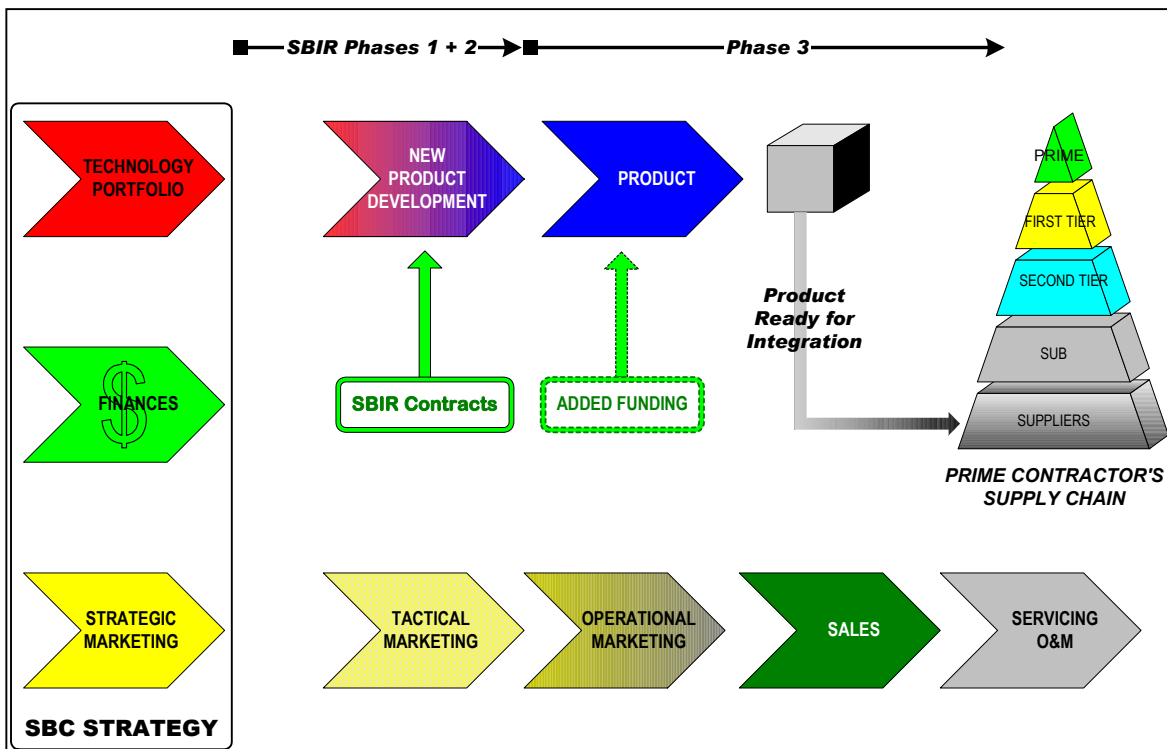 SBIR Phases 1 + 2
Phase 3
TECHNOLOGY
PORTFOLIO
NEW
PRODUCT
DEVELOPMENT
PRODUCT
PRIME
FIRST TIER
SECOND TIER
SUB
SUPPLIERS
Product
Ready for
Integration
$
FINANCES
SBIR Contracts
ADDED FUNDING
PRIME CONTRACTOR'S
SUPPLY CHAIN
STRATEGIC
MARKETING
TACTICAL
MARKETING
OPERATIONAL
MARKETING
SALES
SERVICING
O&M
SBC STRATEGY